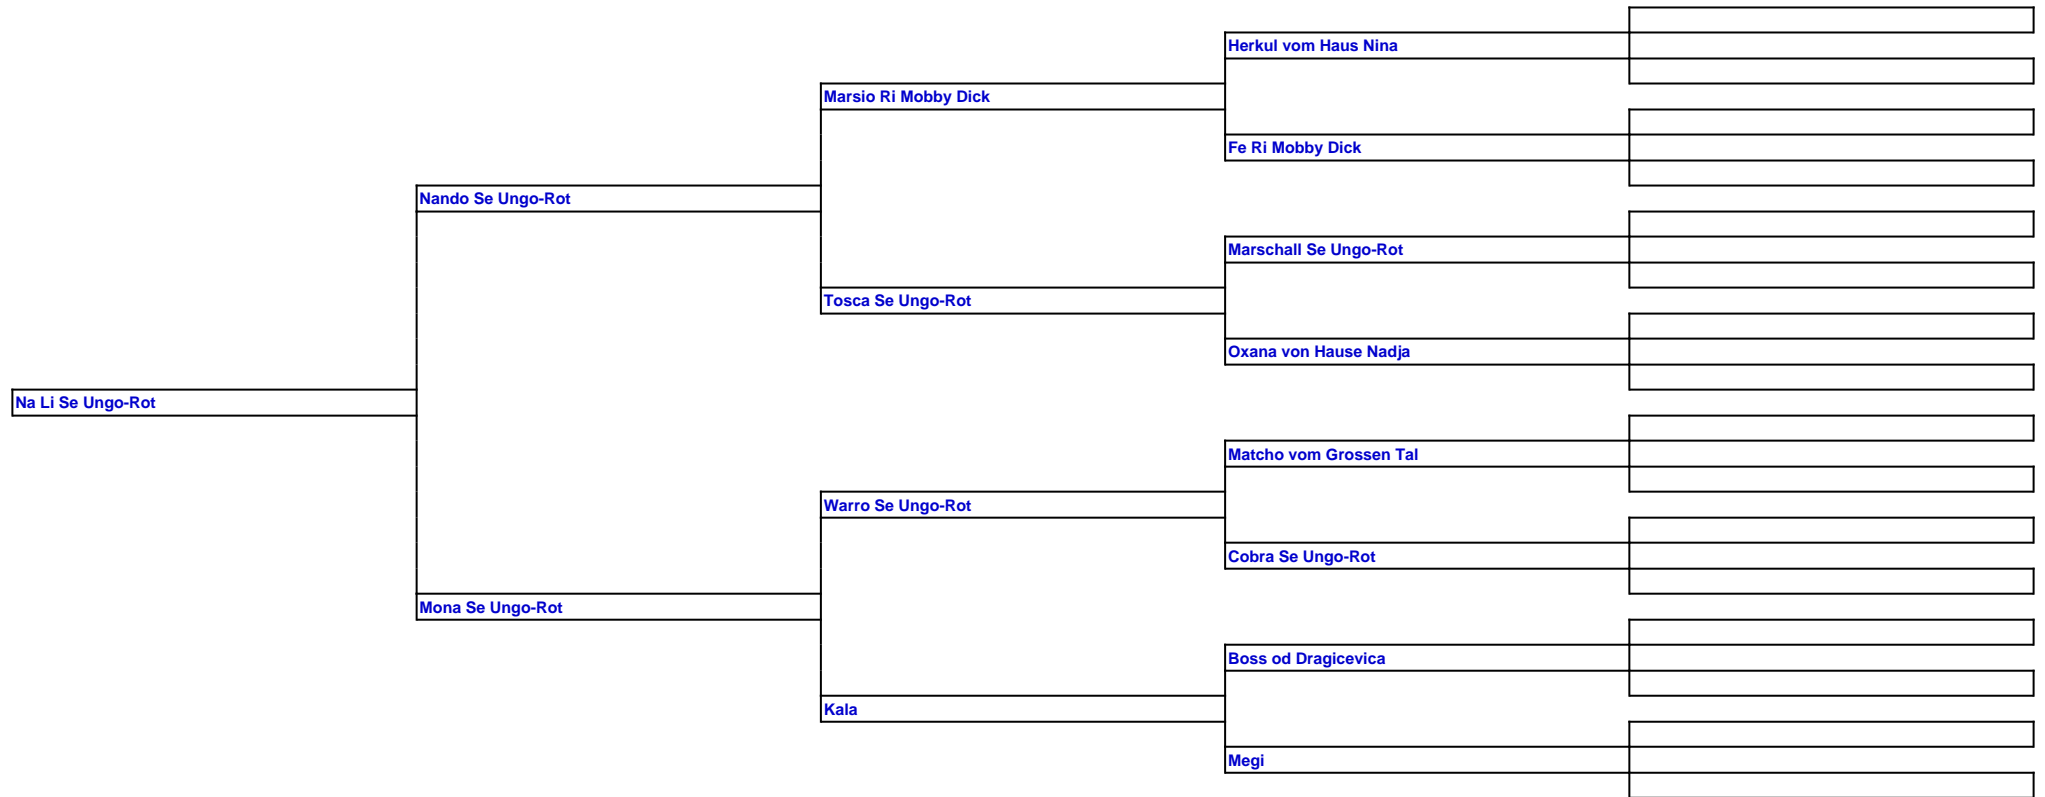 Herkul vom Haus Nina
Marsio Ri Mobby Dick
Fe Ri Mobby Dick
Nando Se Ungo-Rot
Marschall Se Ungo-Rot
Tosca Se Ungo-Rot
Oxana von Hause Nadja
Na Li Se Ungo-Rot
Matcho vom Grossen Tal
Warro Se Ungo-Rot
Cobra Se Ungo-Rot
Mona Se Ungo-Rot
Boss od Dragicevica
Kala
Megi